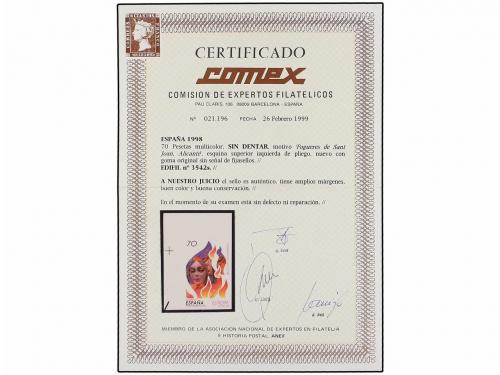 CERTIFICADO
comex
COMISION DE EXPERTOS FILATELICOS
PAU CLARIS, 106 08009 BARCELONA - ESPAÑA
Nº 021.196 FECHA 26 Febrero 1999
ESPAÑA 1998
70 Pesetas multicolor, SIN DENTAR, motivo 'Fogueres de Sant
Joan, Alicante', esquina superior izquierda de pliego, nuevo con
goma original sin señal de fijasellos. //
EDIFIL nº 3542s. //
A NUESTRO JUICIO el sello es auténtico, tiene amplios márgenes,
buen color y buena conservación. //
En el momento de su examen está sin defecto ni reparación. //
70
ESPAÑA
MIEMBRO DE LA ASOCIACION NACIONAL DE EXPERTOS EN FILATELIA
E HISTORIA POSTAL. ANEF